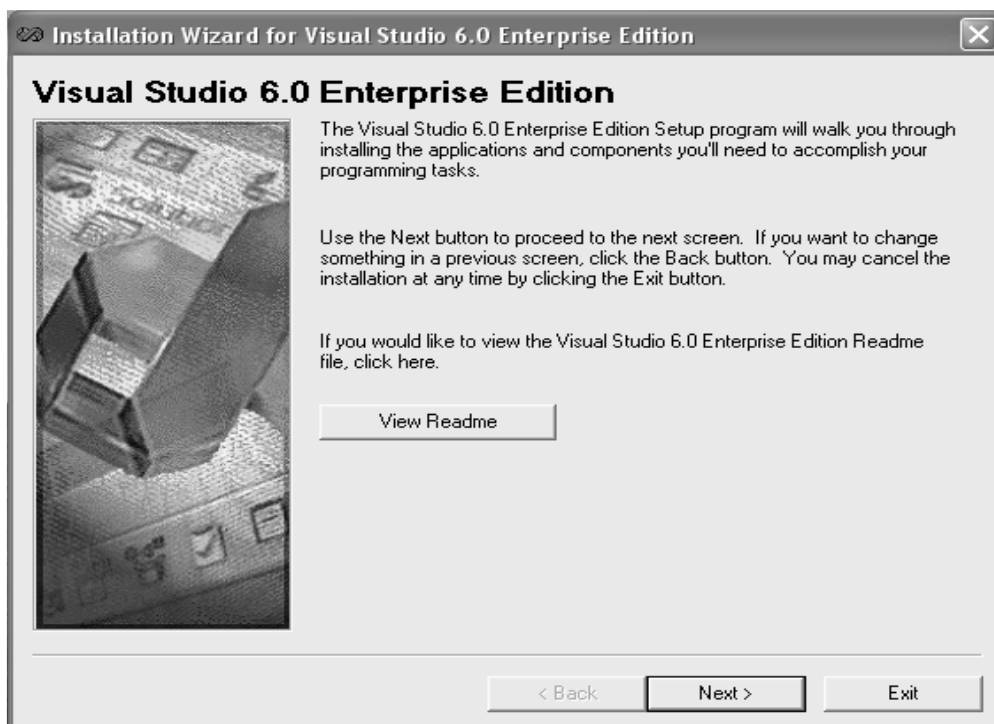 Installation Wizard for Visual Studio 6.0 Enterprise Edition
Visual Studio 6.0 Enterprise Edition
The Visual Studio 6.0 Enterprise Edition Setup program will walk you through
installing the applications and components you'll need to accomplish your
programming tasks.
Use the Next button to proceed to the next screen. If you want to change
something in a previous screen, click the Back button. You may cancel the
installation at any time by clicking the Exit button.
If you would like to view the Visual Studio 6.0 Enterprise Edition Readme
file, click here.
View Readme
< Back
Next >
Exit